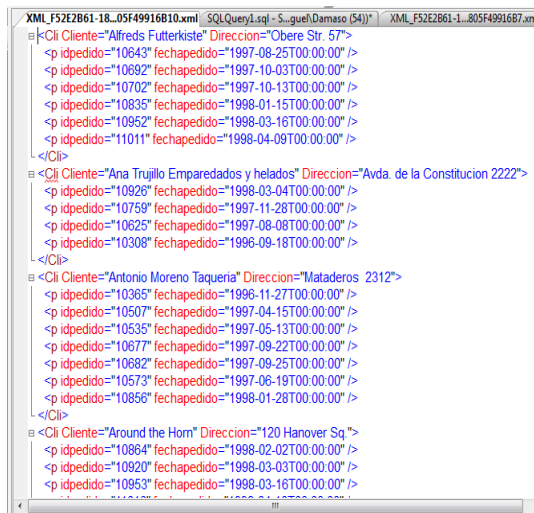 XML_F52E2B61-18...05F49916B10.xml SQLQuery1.sql - S...guel\Damaso (54))* XML_F52E2B61-1...805F49916B7.xm
<Cli Cliente="Alfreds Futterkiste" Direccion="Obere Str. 57">
<p idpedido="10643" fechapedido="1997-08-25T00:00:00" />
<p idpedido="10692" fechapedido="1997-10-03T00:00:00" />
<p idpedido="10702" fechapedido="1997-10-13T00:00:00" />
<p idpedido="10835" fechapedido="1998-01-15T00:00:00" />
<p idpedido="10952" fechapedido="1998-03-16T00:00:00" />
<p idpedido="11011" fechapedido="1998-04-09T00:00:00" />
</Cli>
<Cli Cliente="Ana Trujillo Emparedados y helados" Direccion="Avda. de la Constitucion 2222">
<p idpedido="10926" fechapedido="1998-03-04T00:00:00" />
<p idpedido="10759" fechapedido="1997-11-28T00:00:00" />
<p idpedido="10625" fechapedido="1997-08-08T00:00:00" />
<p idpedido="10308" fechapedido="1996-09-18T00:00:00" />
</Cli>
<Cli Cliente="Antonio Moreno Taqueria" Direccion="Mataderos  2312">
<p idpedido="10365" fechapedido="1996-11-27T00:00:00" />
<p idpedido="10507" fechapedido="1997-04-15T00:00:00" />
<p idpedido="10535" fechapedido="1997-05-13T00:00:00" />
<p idpedido="10677" fechapedido="1997-09-22T00:00:00" />
<p idpedido="10682" fechapedido="1997-09-25T00:00:00" />
<p idpedido="10573" fechapedido="1997-06-19T00:00:00" />
<p idpedido="10856" fechapedido="1998-01-28T00:00:00" />
</Cli>
<Cli Cliente="Around the Horn" Direccion="120 Hanover Sq.">
<p idpedido="10864" fechapedido="1998-02-02T00:00:00" />
<p idpedido="10920" fechapedido="1998-03-03T00:00:00" />
<p idpedido="10953" fechapedido="1998-03-16T00:00:00" />